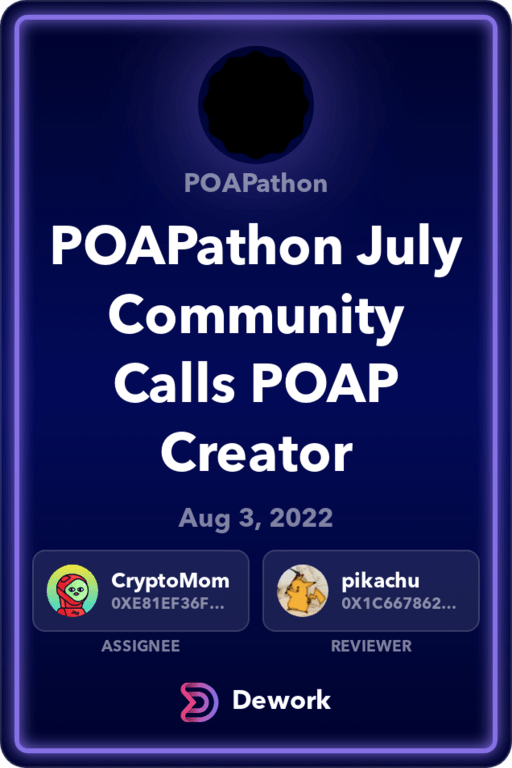 POAPathon
POAPathon July
Community
Calls POAP
Creator
Aug 3, 2022
CryptoMom
0XE81EF36F...
pikachu
0X1C667862...
ASSIGNEE
REVIEWER
Dework